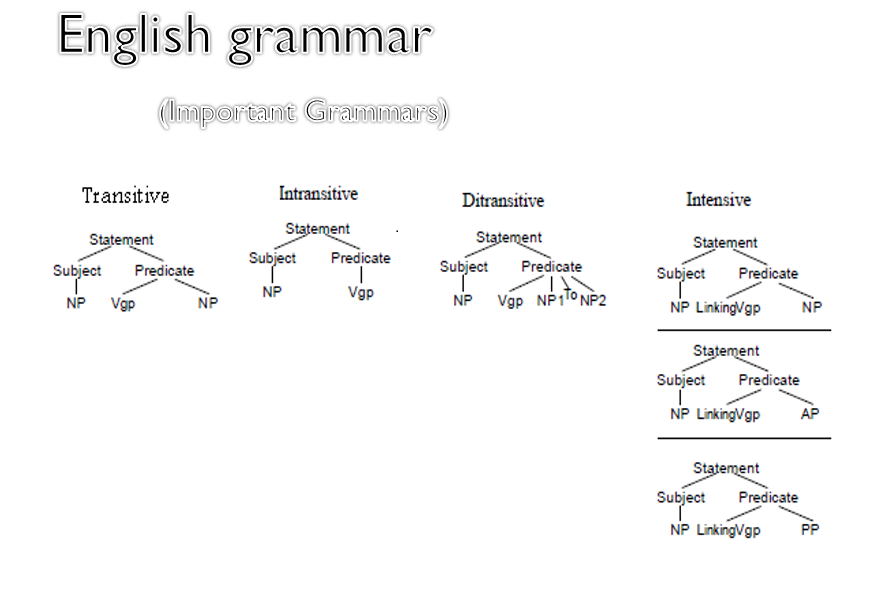 English grammar
(Important Grammars)
Transitive
Statement
Subject Predicate
NP Vgp NP
Intransitive
Statement
Subject Predicate
NP Vgp
Ditransitive
Statement
Subject Predicate
NP Vgp NP1 To NP2
Intensive
Statement
Subject Predicate
NP LinkingVgp NP
Statement
Subject Predicate
NP LinkingVgp AP
Statement
Subject Predicate
NP LinkingVgp PP